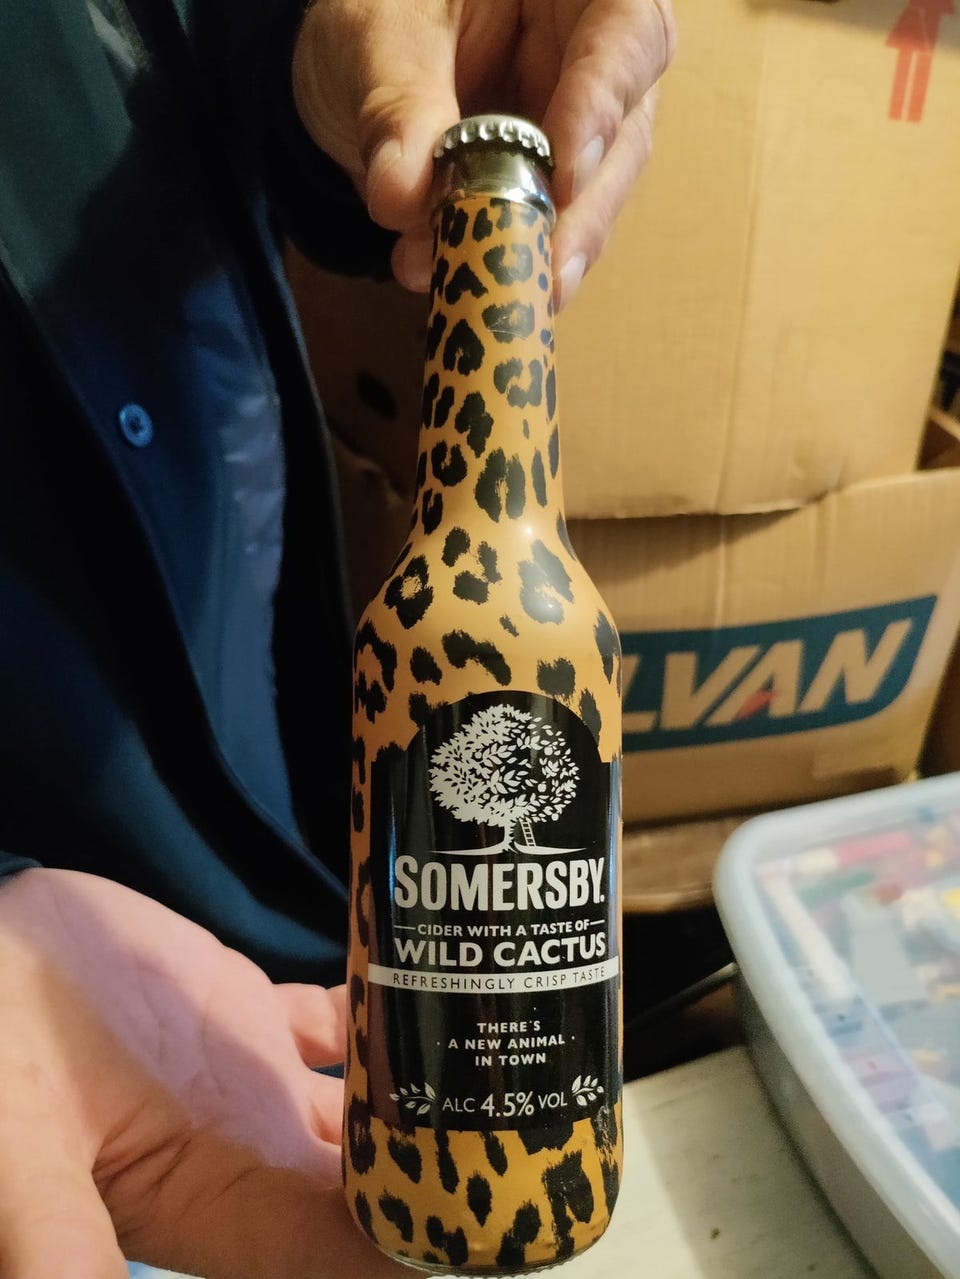 SOMERSBY.
CIDER WITH A TASTE OF
WILD CACTUS
REFRESHINGLY CRISP TASTE
THERE'S
· A NEW ANIMAL ·
IN TOWN
ALC 4.5% VOL